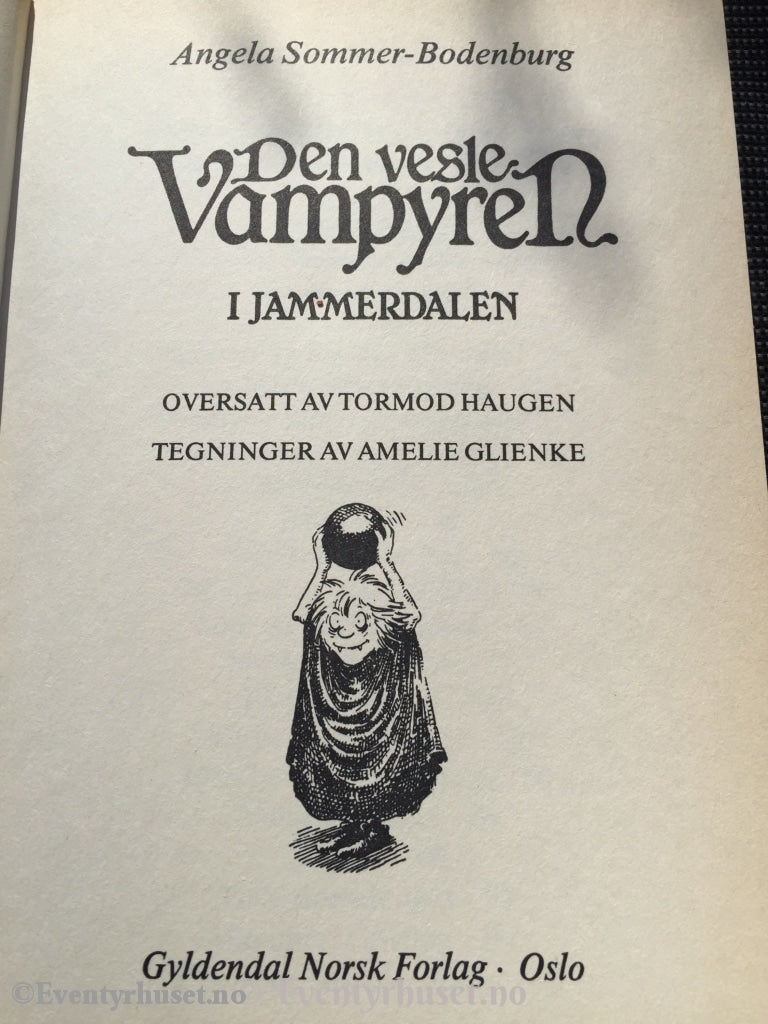 Angela Sommer-Bodenburg
Den vesle
Vampyren
I JAMMERDALEN
OVERSATT AV TORMOD HAUGEN
TEGNINGER AV AMELIE GLIENKE
Gyldendal Norsk Forlag · Oslo
©Eventyrhuset.no ©Eventyrhuset.no